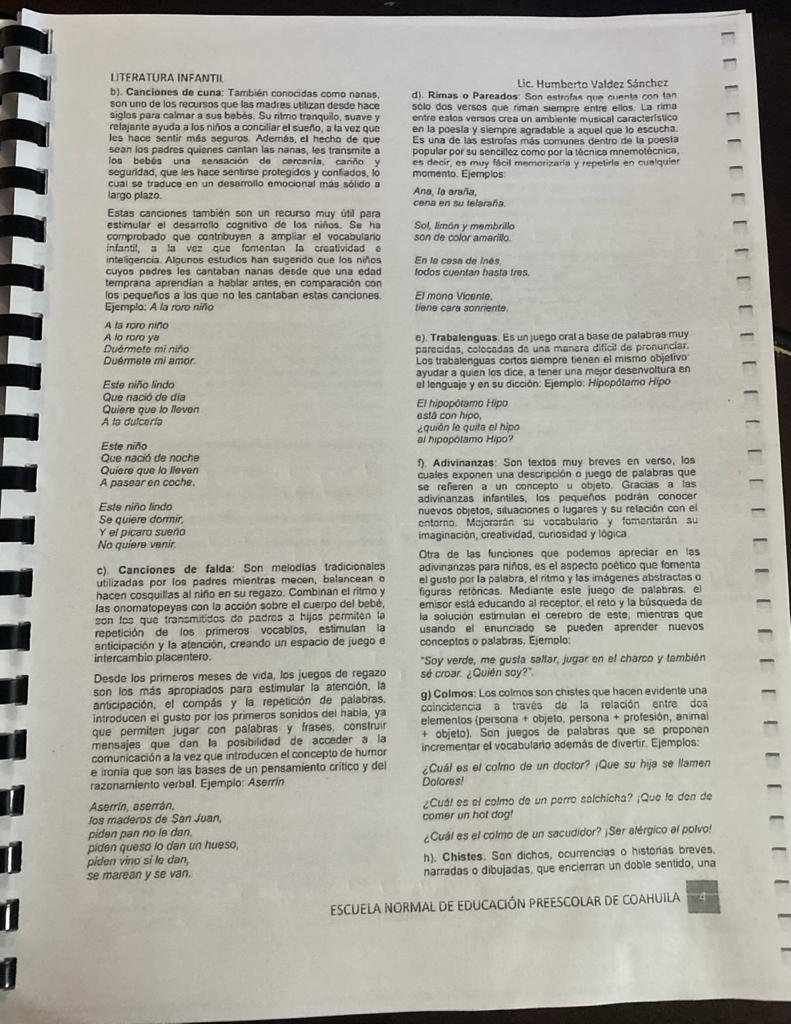 LITERATURA INFANTIL
Lic. Humberto Valdez Sánchez
b). Canciones de cuna: También conocidas como nanas,
son uno de los recursos que las madres utilizan desde hace
siglos para calmar a sus bebés. Su ritmo tranquilo, suave y
relajante ayuda a los niños a conciliar el sueño, a la vez que
les hace sentir más seguros. Además, el hecho de que
sean los padres quienes cantan las nanas, les transmite a
los bebés una sensación de cercanía, cariño y
seguridad, que les hace sentirse protegidos y confiados, lo
cual se traduce en un desarrollo emocional más sólido a
largo plazo.
Estas canciones también son un recurso muy útil para
estimular el desarrollo cognitivo de los niños. Se ha
comprobado que contribuyen a ampliar el vocabulario
infantil, a la vez que fomentan la creatividad e
inteligencia. Algunos estudios han sugerido que los niños
cuyos padres les cantaban nanas desde que una edad
temprana aprendían a hablar antes, en comparación con
los pequeños a los que no les cantaban estas canciones.
Ejemplo: A la roro niño
A la roro niño
A lo roro ya
Duérmete mi niño
Duérmete mi amor.
Este niño lindo
Que nació de día
Quiere que lo lleven
A la dulcería
Este niño
Que nació de noche
Quiere que lo lleven
A pasear en coche.
Este niño lindo
Se quiere dormir,
Y el pícaro sueño
No quiere venir.
c). Canciones de falda: Son melodías tradicionales
utilizadas por los padres mientras mecen, balancean o
hacen cosquillas al niño en su regazo. Combinan el ritmo y
las onomatopeyas con la acción sobre el cuerpo del bebé,
son los que transmitidos de padres a hijos permiten la
repetición de los primeros vocablos, estimulan la
anticipación y la atención, creando un espacio de juego e
intercambio placentero.
Desde los primeros meses de vida, los juegos de regazo
son los más apropiados para estimular la atención, la
anticipación, el compás y la repetición de palabras,
introducen el gusto por los primeros sonidos del habla, ya
que permiten jugar con palabras y frases, construir
mensajes que dan la posibilidad de acceder a la
comunicación a la vez que introducen el concepto de humor
e ironía que son las bases de un pensamiento crítico y del
razonamiento verbal. Ejemplo: Aserrín
Aserrín, aserrán,
los maderos de San Juan,
piden pan no le dan,
piden queso lo dan un hueso,
piden vino si le dan,
se marean y se van.
d). Rimas o Pareados: Son estrofas que cuenta con tan
sólo dos versos que riman siempre entre ellos. La rima
entre estos versos crea un ambiente musical característico
en la poesía y siempre agradable a aquel que lo escucha.
Es una de las estrofas más comunes dentro de la poesía
popular por su sencillez como por la técnica mnemotécnica,
es decir, es muy fácil memorizarla y repetirla en cualquier
momento. Ejemplos:
Ana, la araña,
cena en su telaraña.
Sol, limón y membrillo
son de color amarillo.
En la casa de Inés,
todos cuentan hasta tres.
El mono Vicente,
tiene cara sonriente.
e). Trabalenguas. Es un juego oral a base de palabras muy
parecidas, colocadas de una manera difícil de pronunciar.
Los trabalenguas cortos siempre tienen el mismo objetivo:
ayudar a quien los dice, a tener una mejor desenvoltura en
el lenguaje y en su dicción. Ejemplo: Hipopótamo Hipo
El hipopótamo Hipo
está con hipo,
¿quién le quita el hipo
al hipopótamo Hipo?
f). Adivinanzas: Son textos muy breves en verso, los
cuales exponen una descripción o juego de palabras que
se refieren a un concepto u objeto. Gracias a las
adivinanzas infantiles, los pequeños podrán conocer
nuevos objetos, situaciones o lugares y su relación con el
entorno. Mejorarán su vocabulario y fomentarán su
imaginación, creatividad, curiosidad y lógica.
Otra de las funciones que podemos apreciar en las
adivinanzas para niños, es el aspecto poético que fomenta
el gusto por la palabra, el ritmo y las imágenes abstractas o
figuras retóricas. Mediante este juego de palabras, el
emisor está educando al receptor, el reto y la búsqueda de
la solución estimulan el cerebro de este, mientras que
usando el enunciado se pueden aprender nuevos
conceptos o palabras. Ejemplo:
"Soy verde, me gusta saltar, jugar en el charco y también
sé croar. ¿Quién soy?".
g) Colmos: Los colmos son chistes que hacen evidente una
coincidencia a través de la relación entre dos
elementos (persona + objeto, persona + profesión, animal
+ objeto). Son juegos de palabras que se proponen
incrementar el vocabulario además de divertir. Ejemplos:
¿Cuál es el colmo de un doctor? ¡Que su hija se llamen
Dolores!
¿Cuál es el colmo de un perro salchicha? ¡Que le den de
comer un hot dog!
¿Cuál es el colmo de un sacudidor? ¡Ser alérgico al polvo!
h). Chistes. Son dichos, ocurrencias o historias breves,
narradas o dibujadas, que encierran un doble sentido, una
ESCUELA NORMAL DE EDUCACIÓN PREESCOLAR DE COAHUILA 4